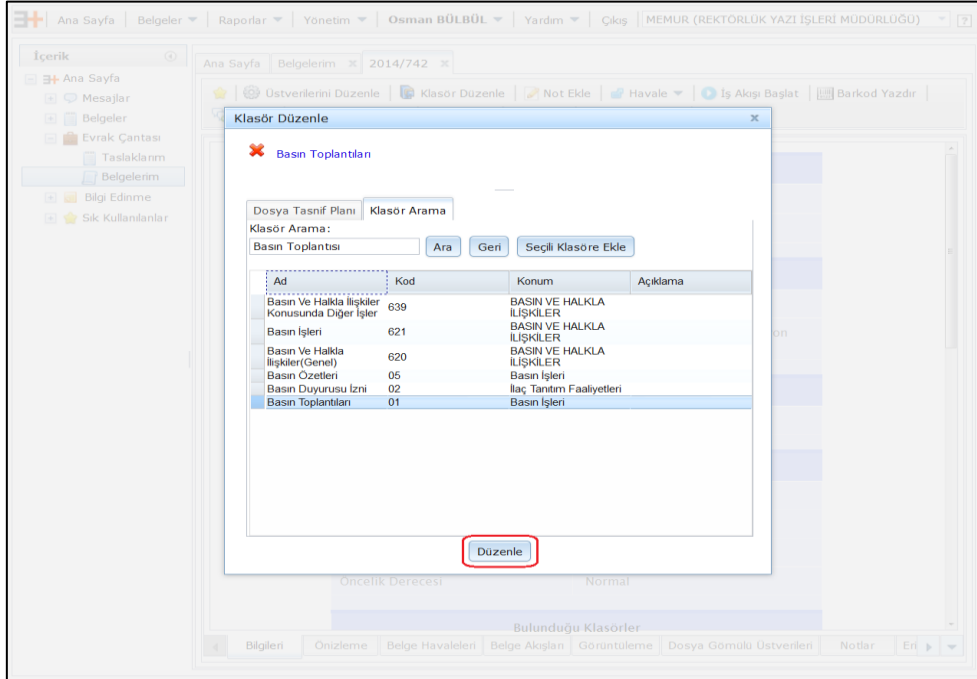 Ana Sayfa Belgeler Raporlar Yönetim Osman BÜLBÜL Yardım Çıkış MEMUR (REKTÖRLÜK YAZI İŞLERİ MÜDÜRLÜĞÜ) ?
İçerik
Ana Sayfa
Mesajlar
Belgeler
Evrak Çantası
Taslaklarım
Belgelerim
Bilgi Edinme
Sık Kullanılanlar
Ana Sayfa Belgelerim 2014/742
Üstverilerini Düzenle Klasör Düzenle Not Ekle Havale İş Akışı Başlat Barkod Yazdır
Klasör Düzenle
Basın Toplantıları
Dosya Tasnif Planı Klasör Arama
Klasör Arama:
Basın Toplantısı Ara Geri Seçili Klasöre Ekle
Ad Kod Konum Açıklama
Basın Ve Halkla İlişkiler Konusunda Diğer İşler 639 BASIN VE HALKLA İLİŞKİLER
Basın İşleri 621 BASIN VE HALKLA İLİŞKİLER
Basın Ve Halkla İlişkiler(Genel) 620 BASIN VE HALKLA İLİŞKİLER
Basın Özetleri 05 Basın İşleri
Basın Duyurusu İzni 02 İlaç Tanıtım Faaliyetleri
Basın Toplantıları 01 Basın İşleri
Düzenle
Öncelik Derecesi Normal
Bulunduğu Klasörler
Bilgileri Önizleme Belge Havaleleri Belge Akışları Görüntüleme Dosya Gömülü Üstverileri Notlar